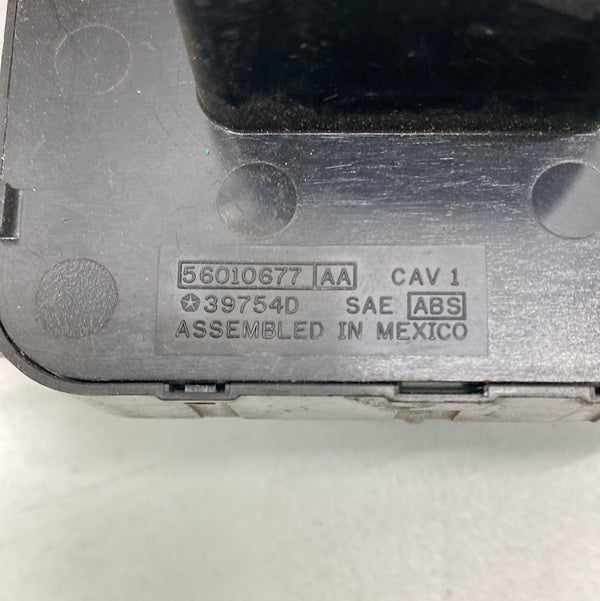 56010677 AA CAV 1
39754D SAE ABS
ASSEMBLED IN MEXICO